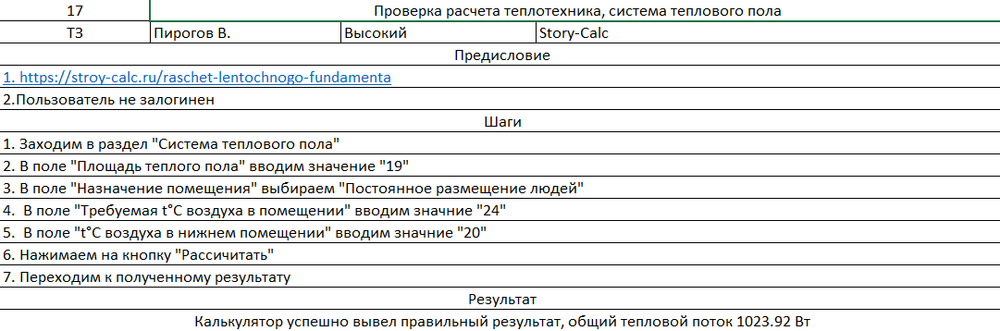 17 Проверка расчета теплотехника, система теплового пола
ТЗ Пирогов В. Высокий Story-Calc
Предисловие
1. https://stroy-calc.ru/raschet-lentochnogo-fundamenta
2.Пользователь не залогинен
Шаги
1. Заходим в раздел "Система теплового пола"
2. В поле "Площадь теплого пола" вводим значение "19"
3. В поле "Назначение помещения" выбираем "Постоянное размещение людей"
4.  В поле "Требуемая t°C воздуха в помещении" вводим значние "24"
5.  В поле "t°C воздуха в нижнем помещении" вводим значние "20"
6. Нажимаем на кнопку "Рассичитать"
7. Переходим к полученному результату
Результат
Калькулятор успешно вывел правильный результат, общий тепловой поток 1023.92 Вт